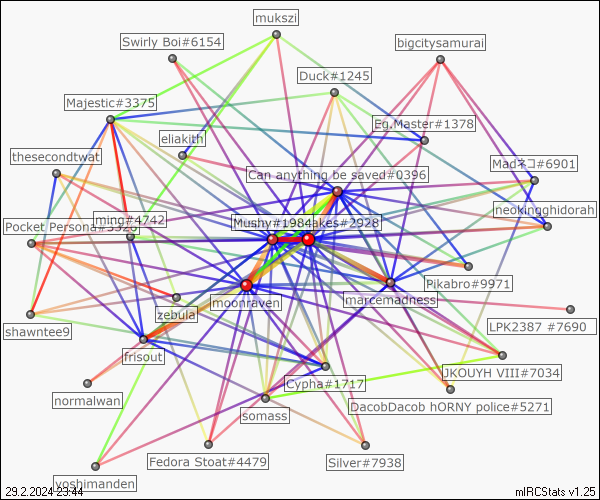 mukszi
Swirly Boi#6154
bigcitysamurai
Duck#1245
Majestic#3375
Eg.Master#1378
eliakith
thesecondtwat
Can anything be saved#0396
Madネコ#6901
neokingghidorah
ming#4742
Pocket Persona#3328
Mushy#1984akes#2928
Pikabro#9971
moonraven
marcemadness
zebula
LPK2387 #7690
shawntee9
frisout
JKOUYH VIII#7034
Cypha#1717
normalwan
DacobDacob hORNY police#5271
somass
Fedora Stoat#4479
Silver#7938
yoshimanden
29.2.2024 23:44
mIRCStats v1.25